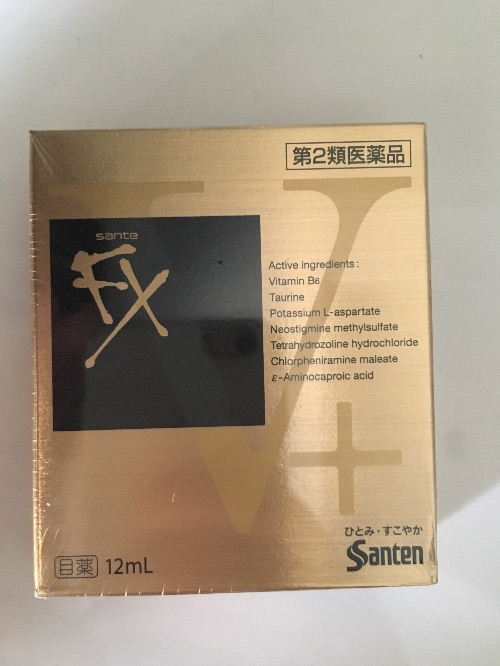 第2類医薬品
sante
FX
V+
Active ingredients:
Vitamin B6
Taurine
Potassium L-aspartate
Neostigmine methylsulfate
Tetrahydrozoline hydrochloride
Chlorpheniramine maleate
ε-Aminocaproic acid
ひとみ・すこやか
Santen
目薬 12mL